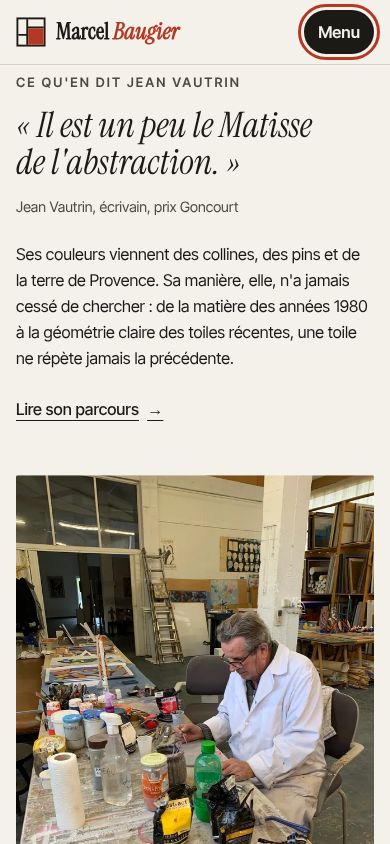 Marcel Baugier
Menu
CE QU'EN DIT JEAN VAUTRIN
« Il est un peu le Matisse
de l'abstraction. »
Jean Vautrin, écrivain, prix Goncourt
Ses couleurs viennent des collines, des pins et de
la terre de Provence. Sa manière, elle, n'a jamais
cessé de chercher : de la matière des années 1980
à la géométrie claire des toiles récentes, une toile
ne répète jamais la précédente.
Lire son parcours →